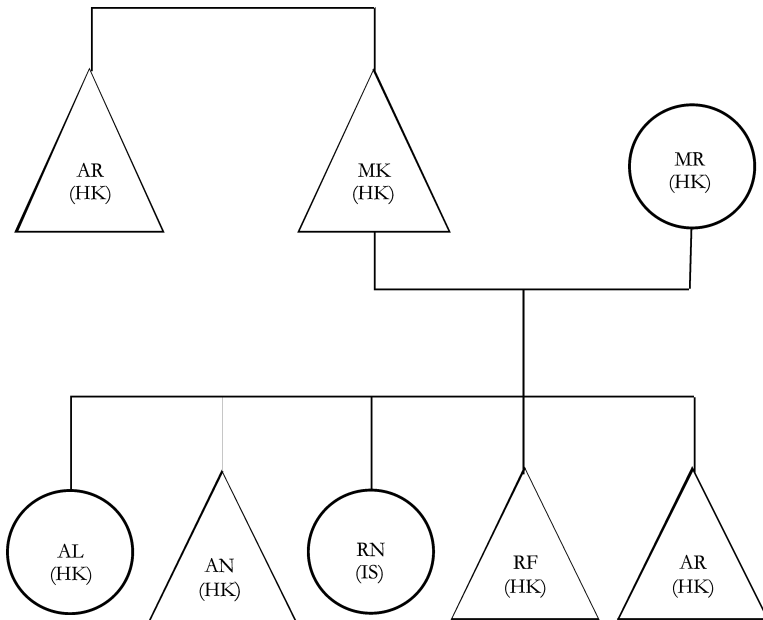 AR
(HK)
MK
(HK)
MR
(HK)
AL
(HK)
AN
(HK)
RN
(IS)
RF
(HK)
AR
(HK)